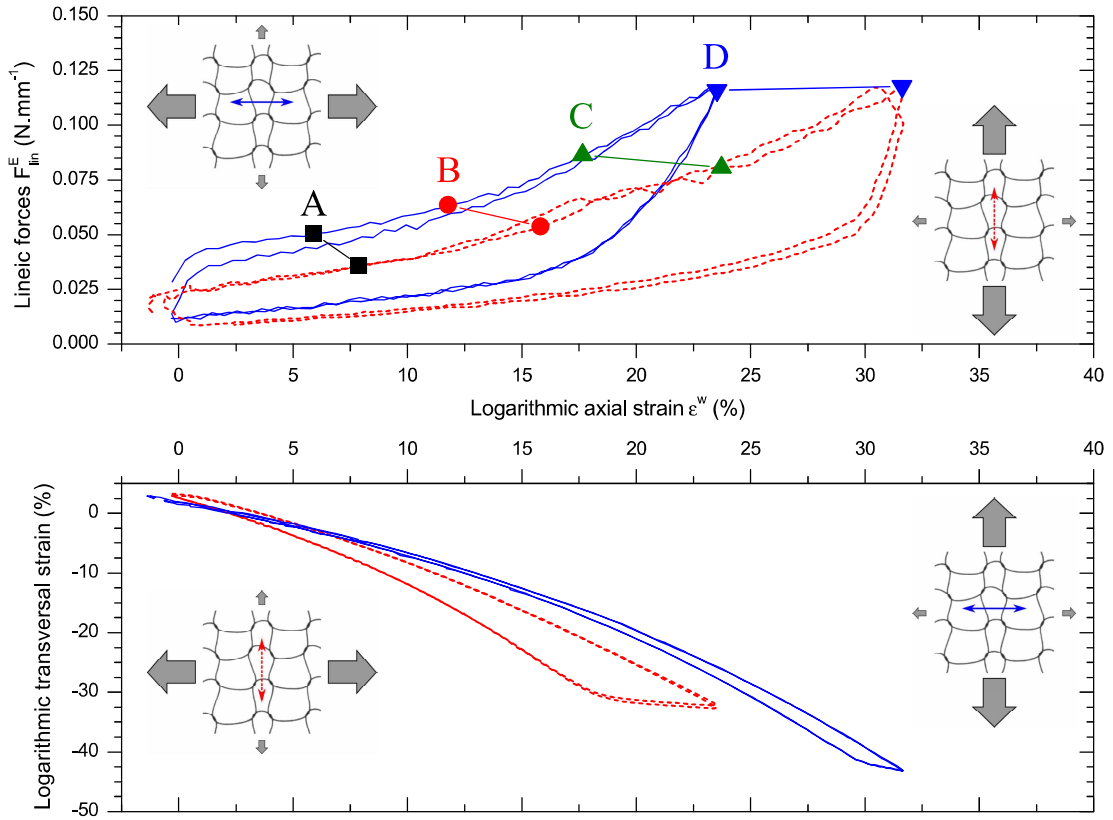 0.150
0.125
0.100
0.075
0.050
0.025
0.000
Lineic forces F^E_lin (N.mm⁻¹)
A
B
C
D
0 5 10 15 20 25 30 35 40
Logarithmic axial strain ε^w (%)
0 5 10 15 20 25 30 35 40
0
-10
-20
-30
-40
-50
Logarithmic transversal strain (%)